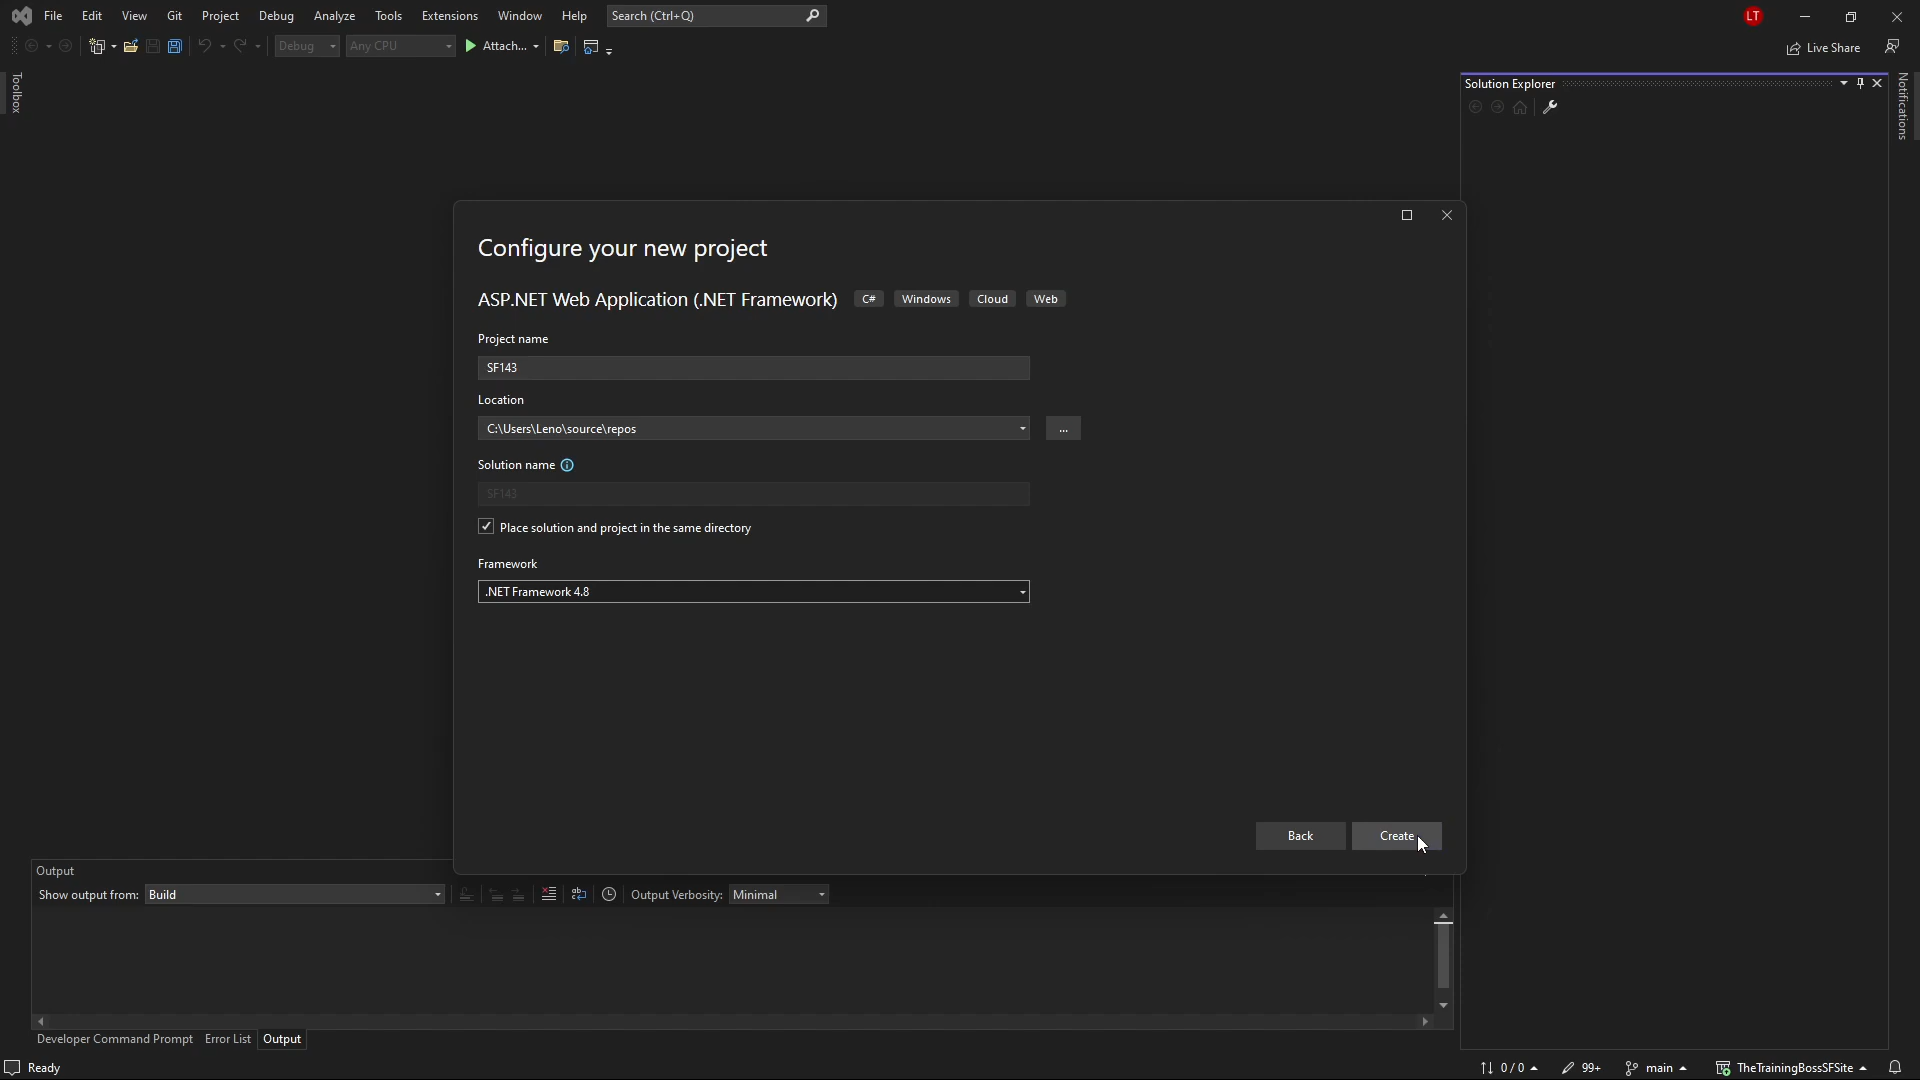 File Edit View Git Project Debug Analyze Tools Extensions Window Help Search (Ctrl+Q) LT
Debug Any CPU Attach... Live Share
Toolbox
Solution Explorer
Notifications
Configure your new project
ASP.NET Web Application (.NET Framework) C# Windows Cloud Web
Project name
SF143
Location
C:\Users\Leno\source\repos
...
Solution name
SF143
Place solution and project in the same directory
Framework
.NET Framework 4.8
Back Create
Output
Show output from: Build Output Verbosity: Minimal
Developer Command Prompt Error List Output
Ready 0 / 0 99+ main TheTrainingBossSFSite